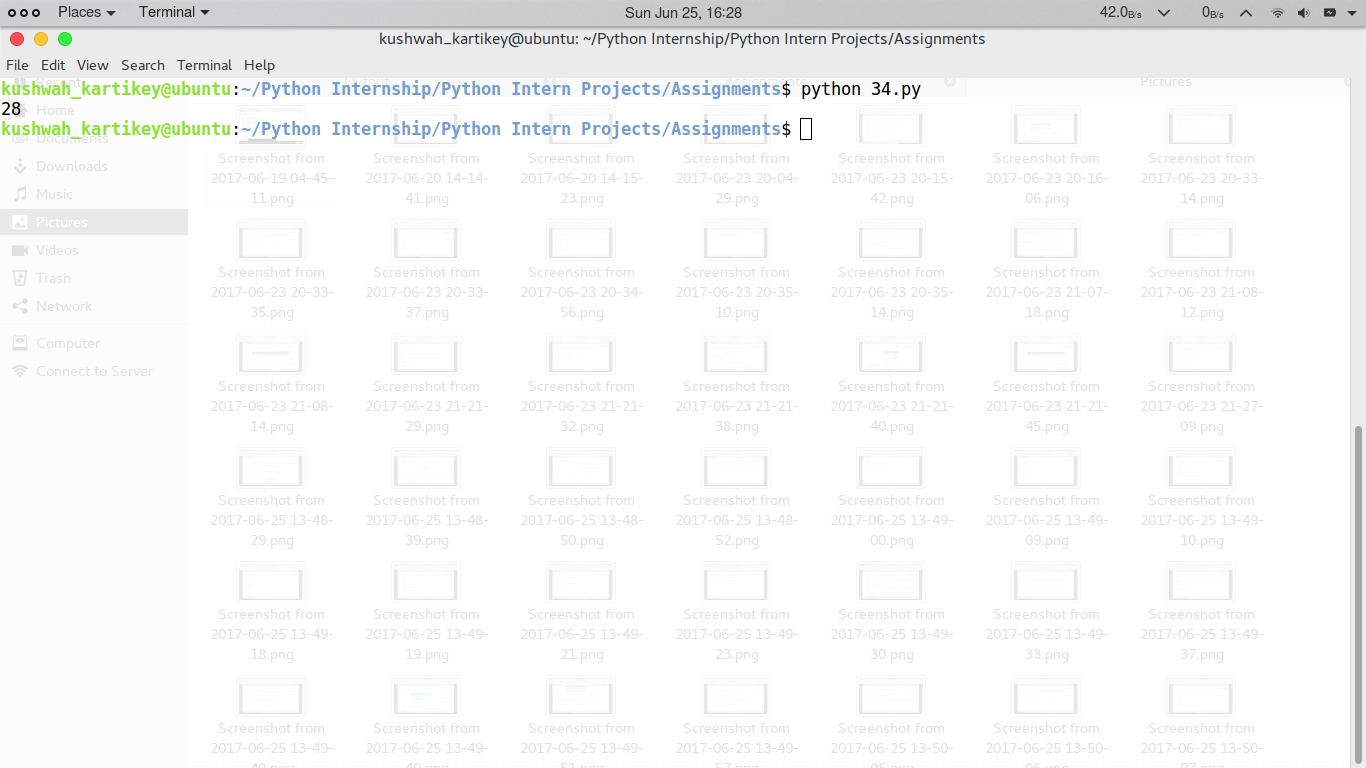 Places Terminal Sun Jun 25, 16:28 42.0B/s 0B/s
kushwah_kartikey@ubuntu: ~/Python Internship/Python Intern Projects/Assignments
File Edit View Search Terminal Help
kushwah_kartikey@ubuntu:~/Python Internship/Python Intern Projects/Assignments$ python 34.py
28
kushwah_kartikey@ubuntu:~/Python Internship/Python Intern Projects/Assignments$
Recent Output Assignments Pictures
Home
Documents
Downloads
Music
Pictures
Videos
Trash
Network
Computer
Connect to Server
Screenshot from Screenshot from Screenshot from Screenshot from Screenshot from Screenshot from Screenshot from
2017-06-19 04-45- 2017-06-20 14-14- 2017-06-20 14-15- 2017-06-23 20-04- 2017-06-23 20-15- 2017-06-23 20-16- 2017-06-23 20-33-
11.png 41.png 23.png 29.png 42.png 06.png 14.png
Screenshot from Screenshot from Screenshot from Screenshot from Screenshot from Screenshot from Screenshot from
2017-06-23 20-33- 2017-06-23 20-33- 2017-06-23 20-34- 2017-06-23 20-35- 2017-06-23 20-35- 2017-06-23 21-07- 2017-06-23 21-08-
35.png 37.png 56.png 10.png 14.png 18.png 12.png
Screenshot from Screenshot from Screenshot from Screenshot from Screenshot from Screenshot from Screenshot from
2017-06-23 21-08- 2017-06-23 21-21- 2017-06-23 21-21- 2017-06-23 21-21- 2017-06-23 21-21- 2017-06-23 21-21- 2017-06-23 21-27-
14.png 29.png 32.png 38.png 40.png 45.png 09.png
Screenshot from Screenshot from Screenshot from Screenshot from Screenshot from Screenshot from Screenshot from
2017-06-25 13-48- 2017-06-25 13-48- 2017-06-25 13-48- 2017-06-25 13-48- 2017-06-25 13-49- 2017-06-25 13-49- 2017-06-25 13-49-
29.png 39.png 50.png 52.png 00.png 09.png 10.png
Screenshot from Screenshot from Screenshot from Screenshot from Screenshot from Screenshot from Screenshot from
2017-06-25 13-49- 2017-06-25 13-49- 2017-06-25 13-49- 2017-06-25 13-49- 2017-06-25 13-49- 2017-06-25 13-49- 2017-06-25 13-49-
18.png 19.png 21.png 23.png 30.png 33.png 37.png
Screenshot from Screenshot from Screenshot from Screenshot from Screenshot from Screenshot from Screenshot from
2017-06-25 13-49- 2017-06-25 13-49- 2017-06-25 13-49- 2017-06-25 13-49- 2017-06-25 13-50- 2017-06-25 13-50- 2017-06-25 13-50-